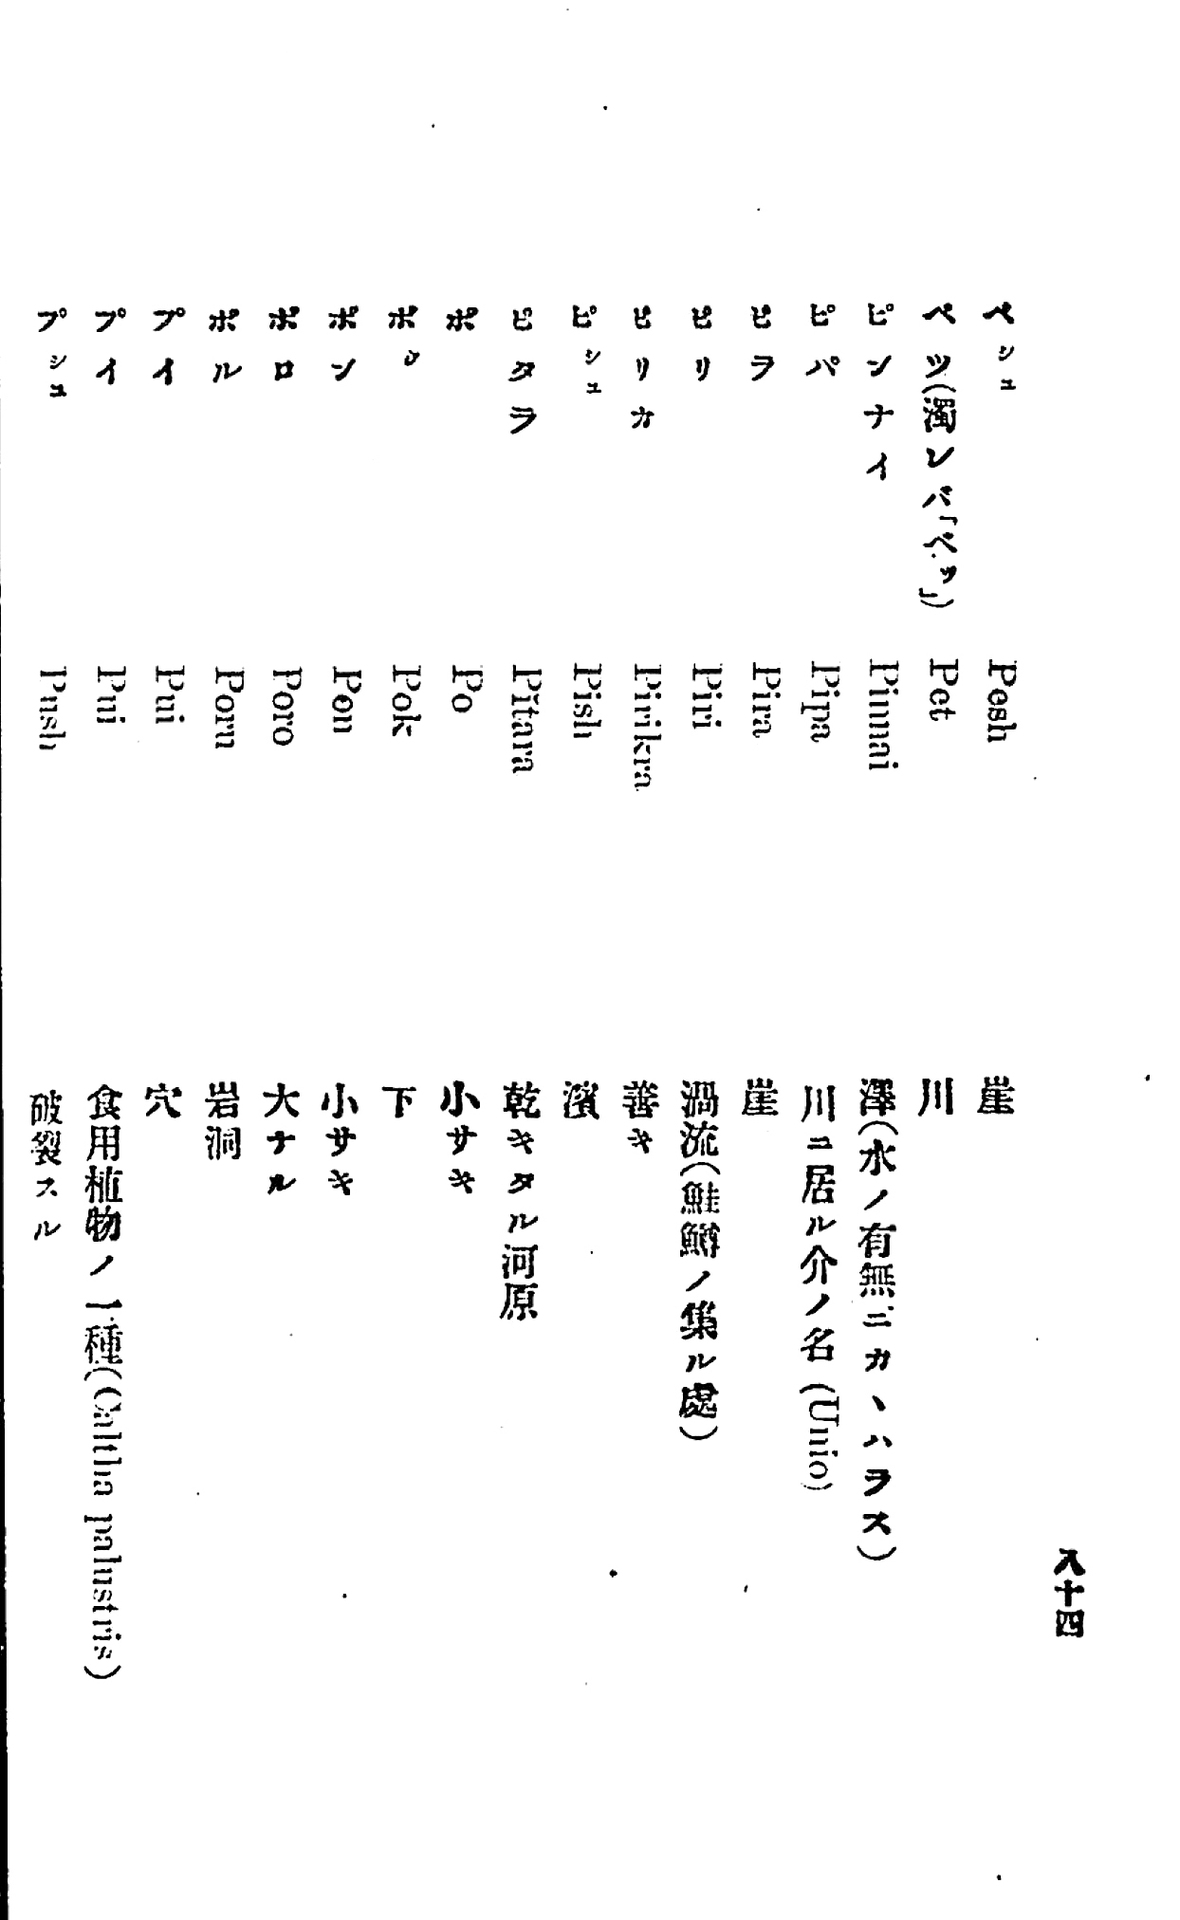 八十四
ペシュ Pesh 崖
ペツ(濁レバ「ベツ」) Pet 川
ピンナイ Pinnai 澤(水ノ有無ニカヽハラス)
ピパ Pipa 川ニ居ル介ノ名 (Unio)
ピラ Pira 崖
ピリ Piri 渦流(鮭鱒ノ集ル處)
ピリカ Pirikra 善キ
ピシュ Pish 濱
ピタラ Pĭtara 乾キタル河原
ポ Po 小サキ
ポ Pok 下
ポン Pon 小サキ
ポロ Poro 大ナル
ポル Porn 岩洞
プイ Pui 穴
プイ Pui 食用植物ノ一種(Caltha palustris)
プシュ Push 破裂スル